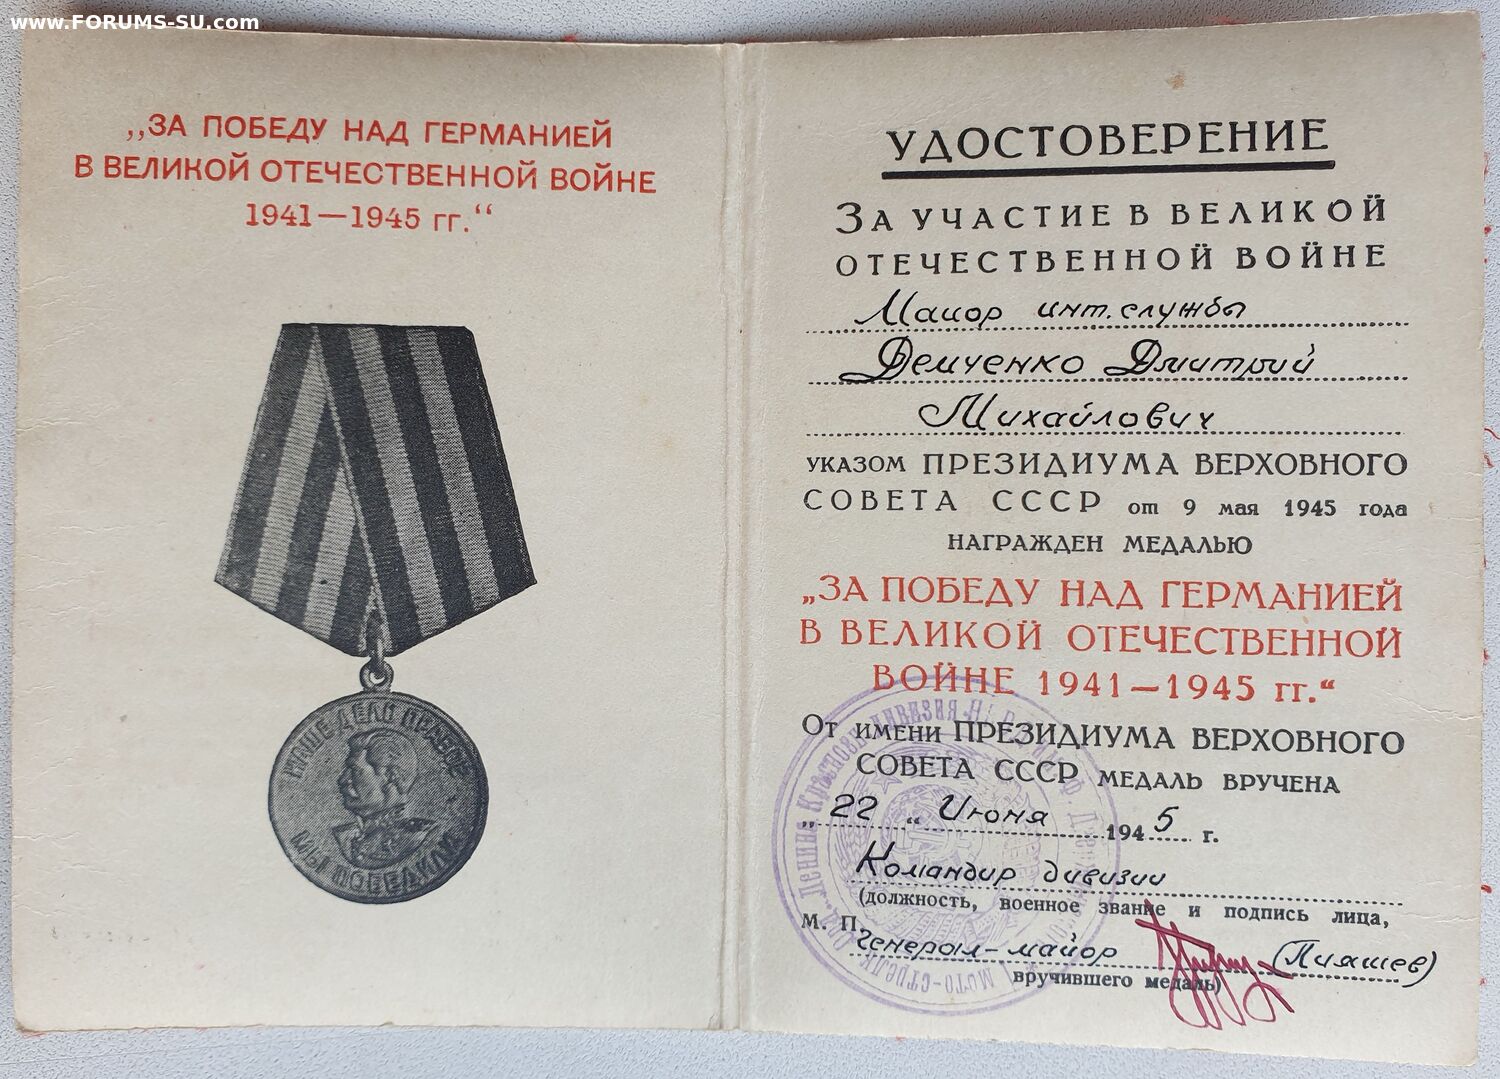 www.FORUMS-SU.com
„ЗА ПОБЕДУ НАД ГЕРМАНИЕЙ
В ВЕЛИКОЙ ОТЕЧЕСТВЕННОЙ ВОЙНЕ
1941—1945 гг.“
НАШЕ ДЕЛО ПРАВОЕ
МЫ ПОБЕДИЛИ
УДОСТОВЕРЕНИЕ
ЗА УЧАСТИЕ В ВЕЛИКОЙ
ОТЕЧЕСТВЕННОЙ ВОЙНЕ
Майор инт. службы
Демченко Дмитрий
Михайлович
УКАЗОМ ПРЕЗИДИУМА ВЕРХОВНОГО
СОВЕТА СССР от 9 мая 1945 года
НАГРАЖДЕН МЕДАЛЬЮ
„ЗА ПОБЕДУ НАД ГЕРМАНИЕЙ
В ВЕЛИКОЙ ОТЕЧЕСТВЕННОЙ
ВОЙНЕ 1941—1945 гг.“
От ИМЕНИ ПРЕЗИДИУМА ВЕРХОВНОГО
СОВЕТА СССР МЕДАЛЬ ВРУЧЕНА
„22“ Июня 1945 г.
Командир дивизии
(должность, военное звание и подпись лица,
М. П.
Генерал-майор (Пияшев)
вручившего медаль)